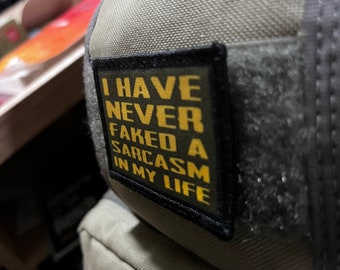 I HAVE
NEVER
FAKED A
SARCASM
IN MY LIFE